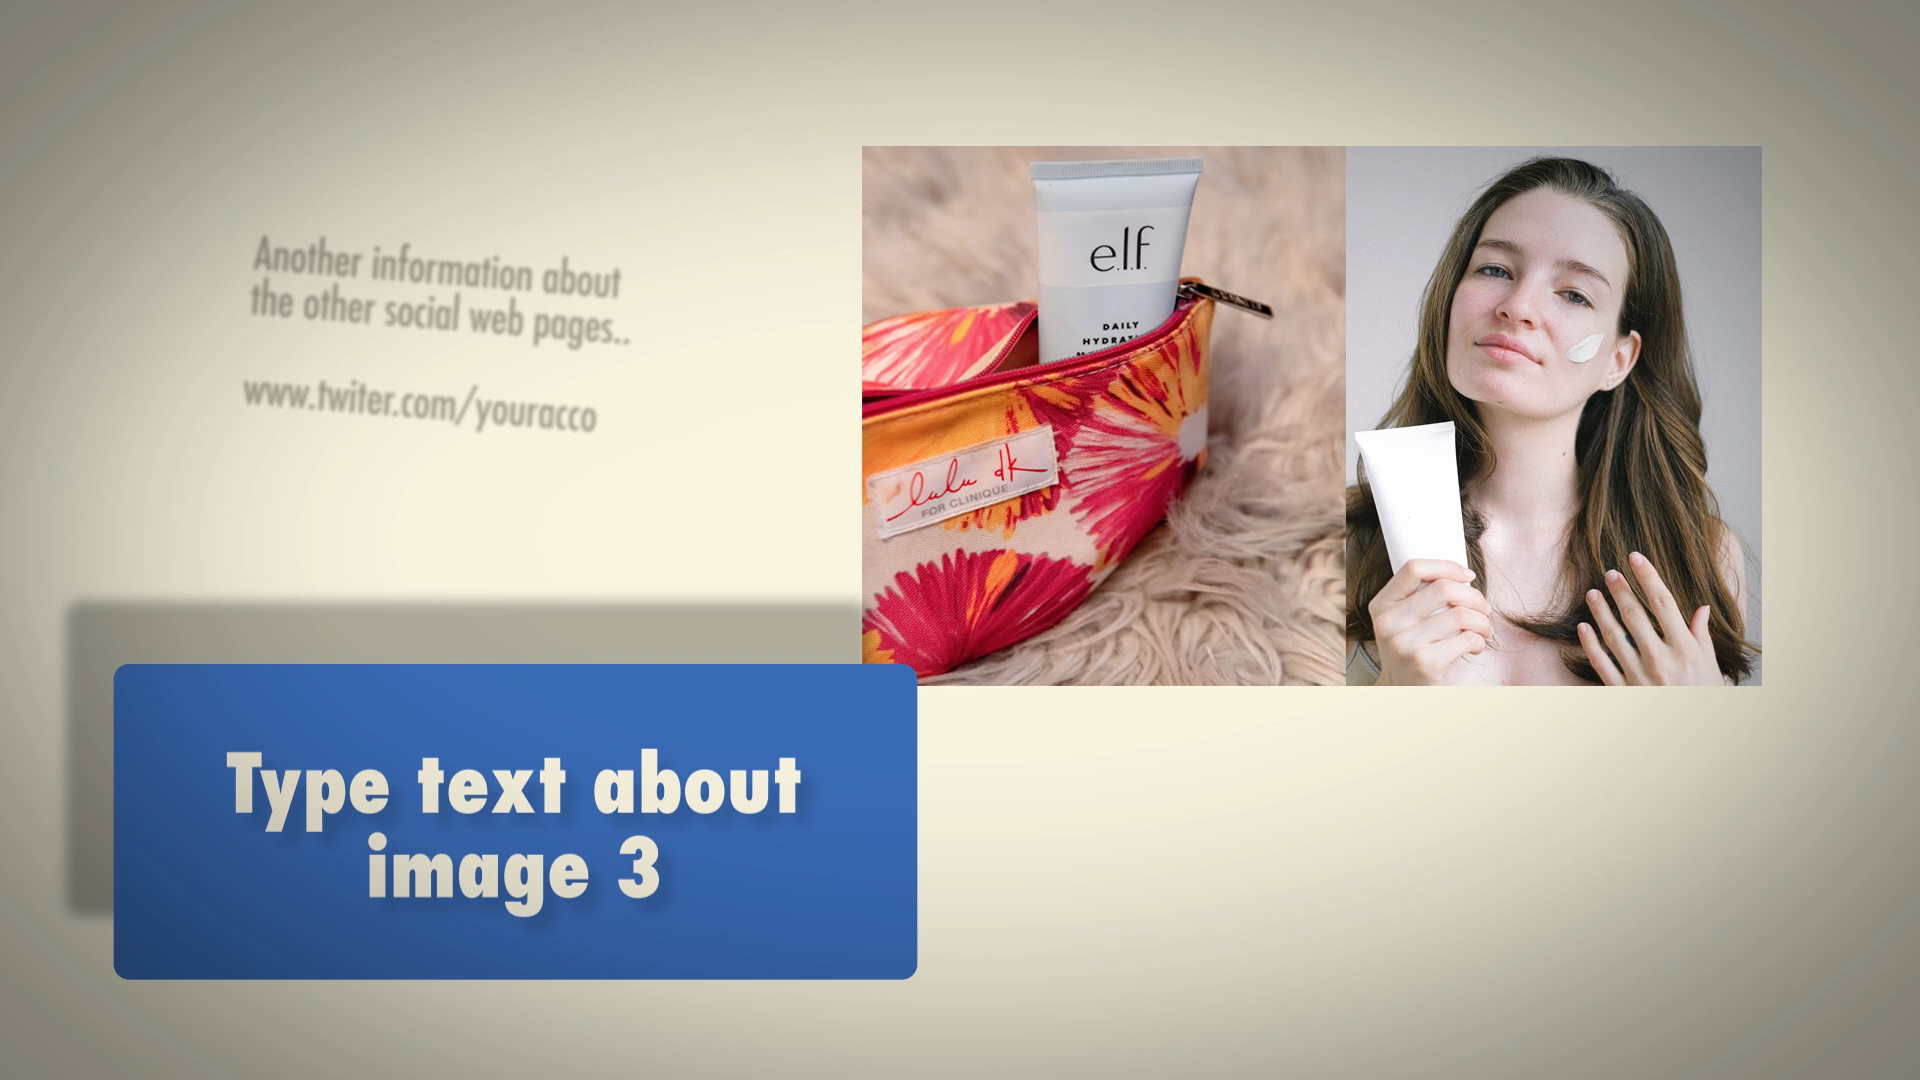 Another information about
the other social web pages..
www.twiter.com/youracco
e.l.f.
DAILY
lulu dk
FOR CLINIQUE
Type text about
image 3